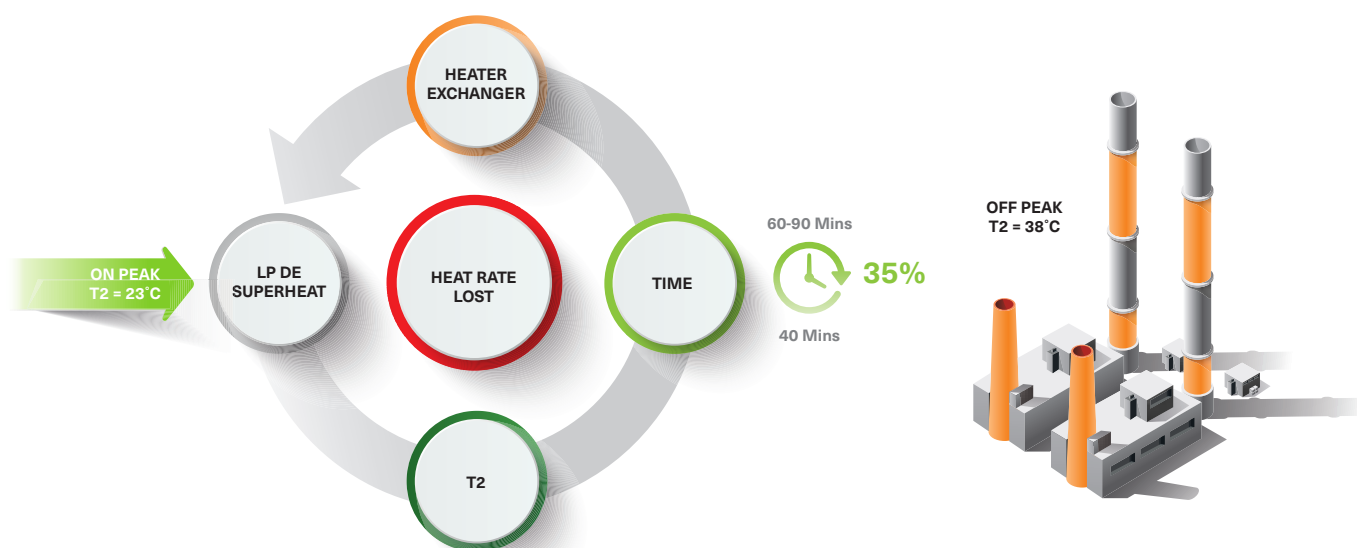 HEATER
EXCHANGER
ON PEAK
T2 = 23°C
LP DE
SUPERHEAT
HEAT RATE
LOST
TIME
60-90 Mins
35%
40 Mins
T2
OFF PEAK
T2 = 38°C